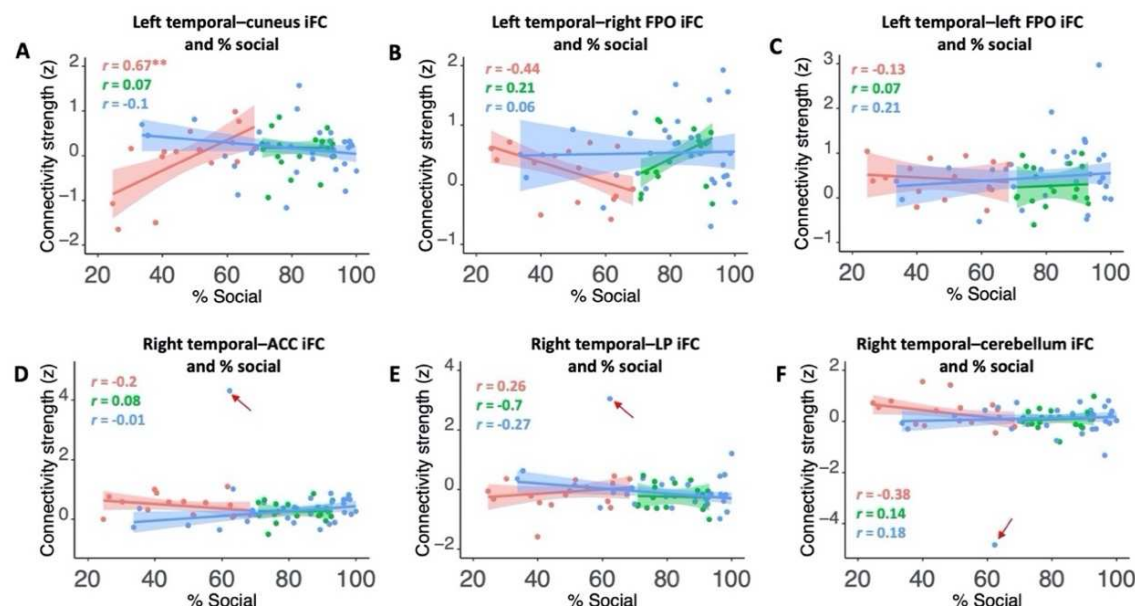 Left temporal–cuneus iFC
and % social
A
r = 0.67**
r = 0.07
r = -0.1
Connectivity strength (z)
2
1
0
−1
−2
20 40 60 80 100
% Social
Left temporal–right FPO iFC
and % social
B
r = -0.44
r = 0.21
r = 0.06
Connectivity strength (z)
2
1
0
−1
20 40 60 80 100
% Social
Left temporal–left FPO iFC
and % social
C
r = -0.13
r = 0.07
r = 0.21
Connectivity strength (z)
3
2
1
0
−1
20 40 60 80 100
% Social
Right temporal–ACC iFC
and % social
D
r = -0.2
r = 0.08
r = -0.01
Connectivity strength (z)
4
2
0
20 40 60 80 100
% Social
Right temporal–LP iFC
and % social
E
r = 0.26
r = -0.7
r = -0.27
Connectivity strength (z)
4
2
0
−2
20 40 60 80 100
% Social
Right temporal–cerebellum iFC
and % social
F
r = -0.38
r = 0.14
r = 0.18
Connectivity strength (z)
2
0
−2
−4
20 40 60 80 100
% Social